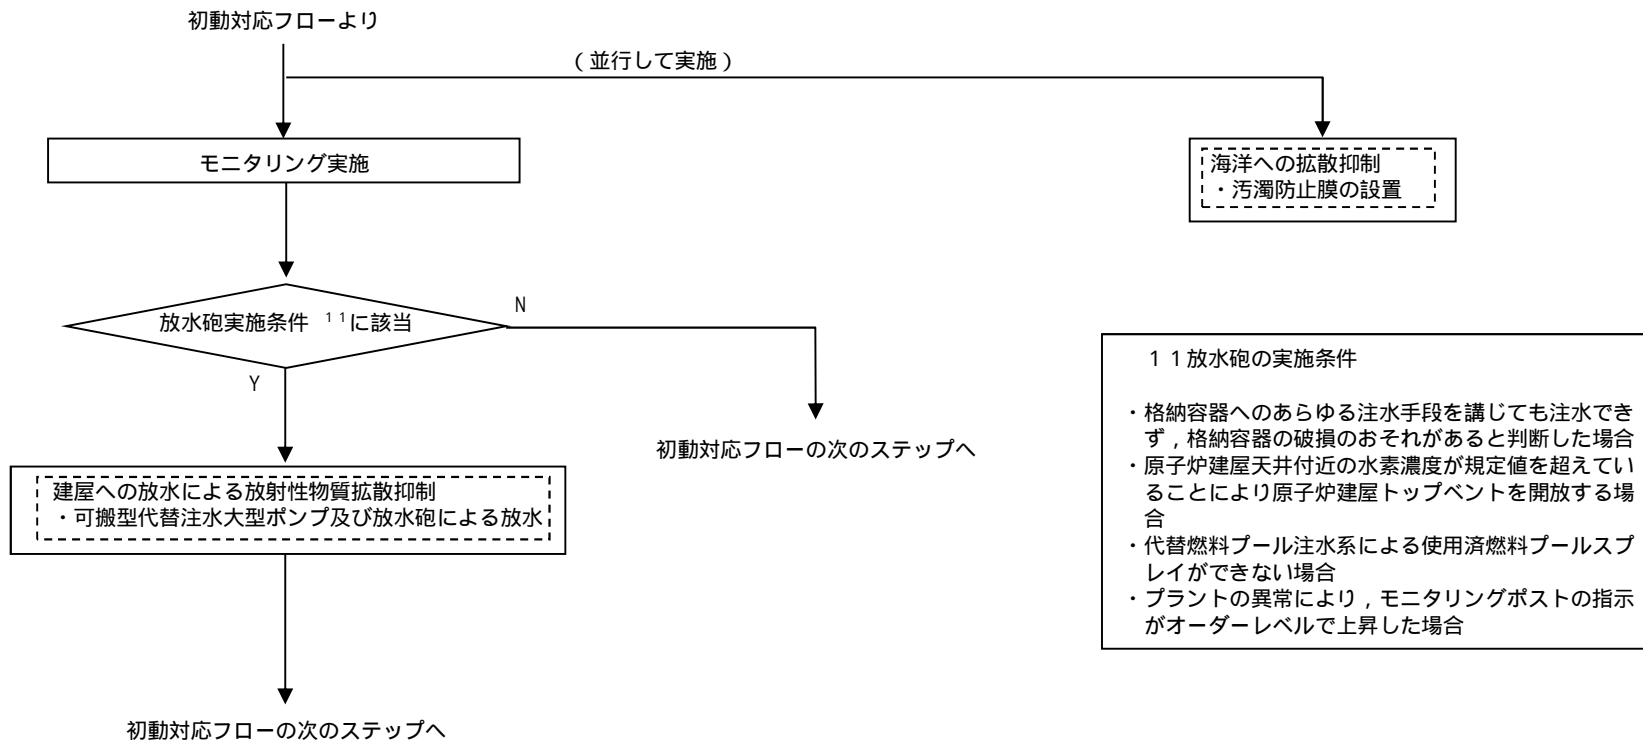 初動対応フローより
（並行して実施）
モニタリング実施
海洋への拡散抑制
・汚濁防止膜の設置
放水砲実施条件 １１に該当
N
Y
初動対応フローの次のステップへ
建屋への放水による放射性物質拡散抑制
・可搬型代替注水大型ポンプ及び放水砲による放水
初動対応フローの次のステップへ
１１放水砲の実施条件
・格納容器へのあらゆる注水手段を講じても注水でき
ず，格納容器の破損のおそれがあると判断した場合
・原子炉建屋天井付近の水素濃度が規定値を超えてい
ることにより原子炉建屋トップベントを開放する場
合
・代替燃料プール注水系による使用済燃料プールスプ
レイができない場合
・プラントの異常により，モニタリングポストの指示
がオーダーレベルで上昇した場合